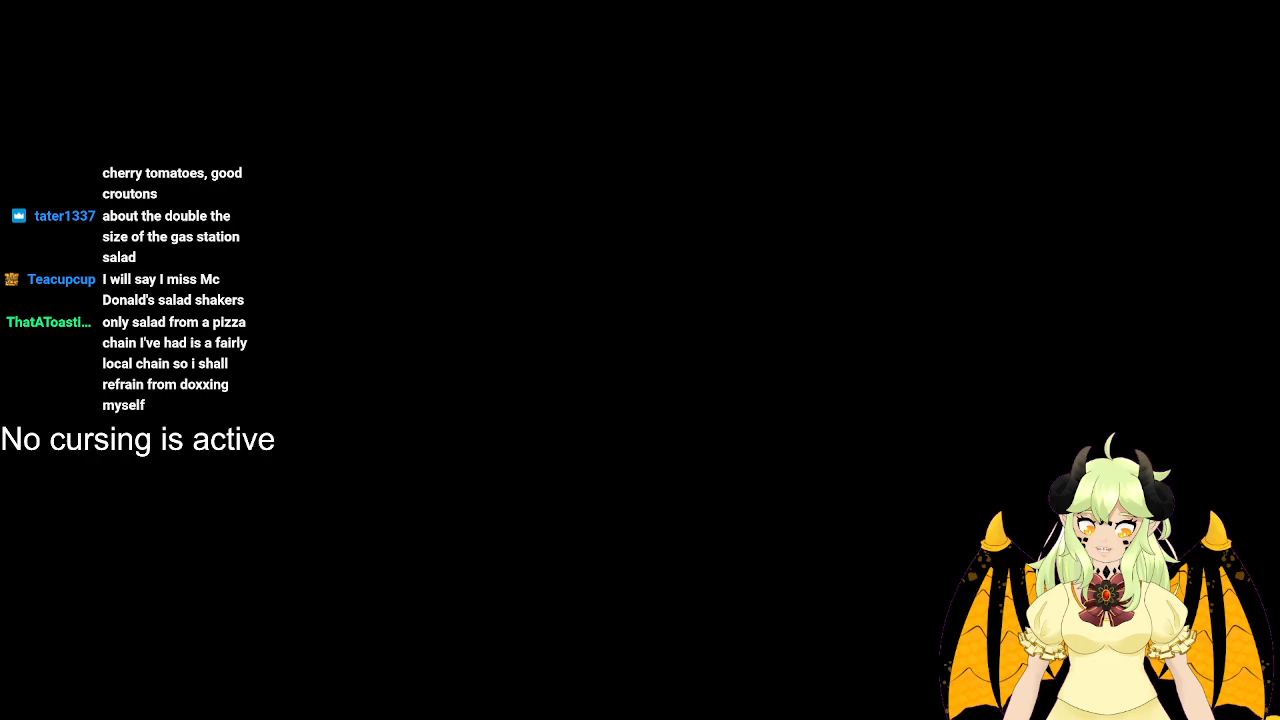 cherry tomatoes, good
croutons
tater1337 about the double the
size of the gas station
salad
Teacupcup I will say I miss Mc
Donald's salad shakers
ThatAToasti... only salad from a pizza
chain I've had is a fairly
local chain so i shall
refrain from doxxing
myself
No cursing is active